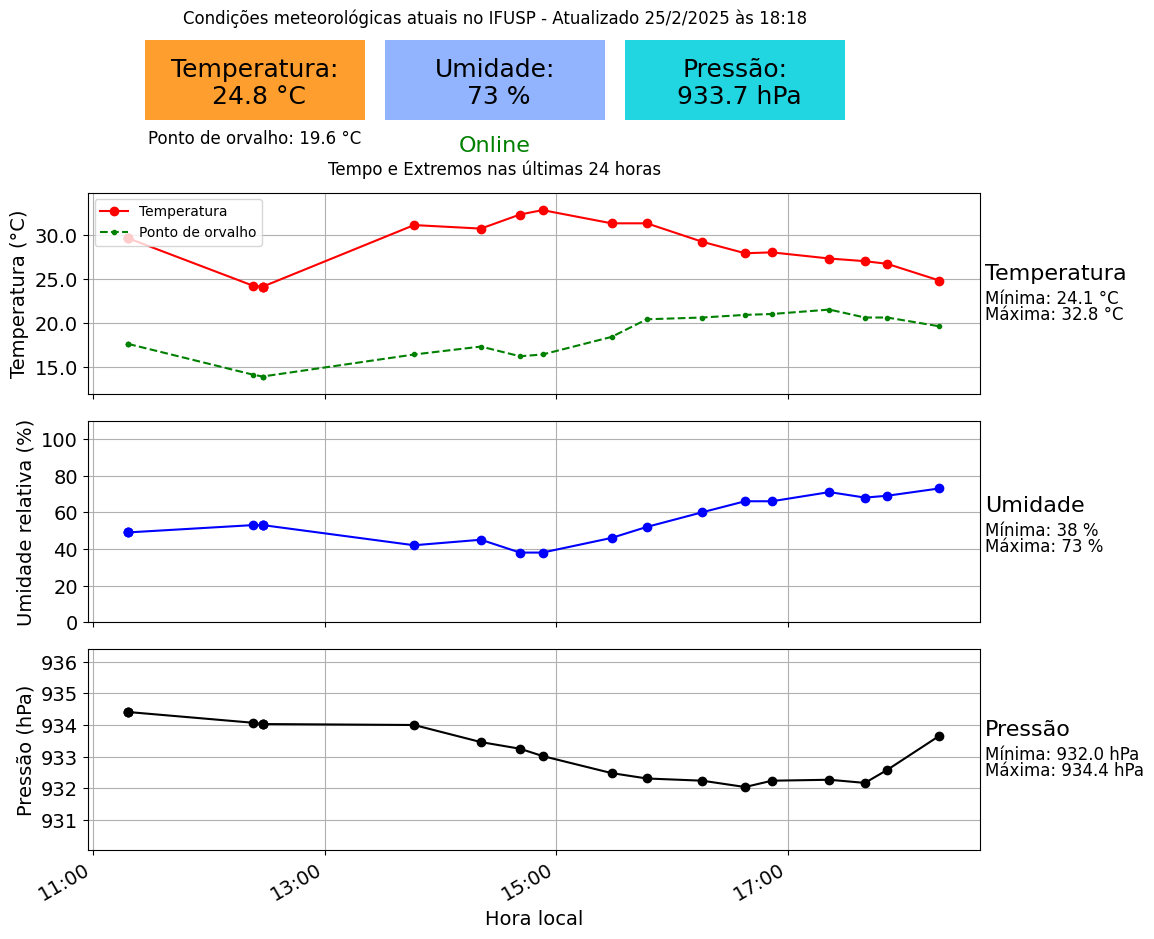 Condições meteorológicas atuais no IFUSP - Atualizado 25/2/2025 às 18:18
Temperatura:
24.8 °C
Umidade:
73 %
Pressão:
933.7 hPa
Ponto de orvalho: 19.6 °C
Online
Tempo e Extremos nas últimas 24 horas
Temperatura (°C)
30.0
25.0
20.0
15.0
Temperatura
Ponto de orvalho
Temperatura
Mínima: 24.1 °C
Máxima: 32.8 °C
Umidade relativa (%)
100
80
60
40
20
0
Umidade
Mínima: 38 %
Máxima: 73 %
Pressão (hPa)
936
935
934
933
932
931
Pressão
Mínima: 932.0 hPa
Máxima: 934.4 hPa
11:00
13:00
15:00
17:00
Hora local